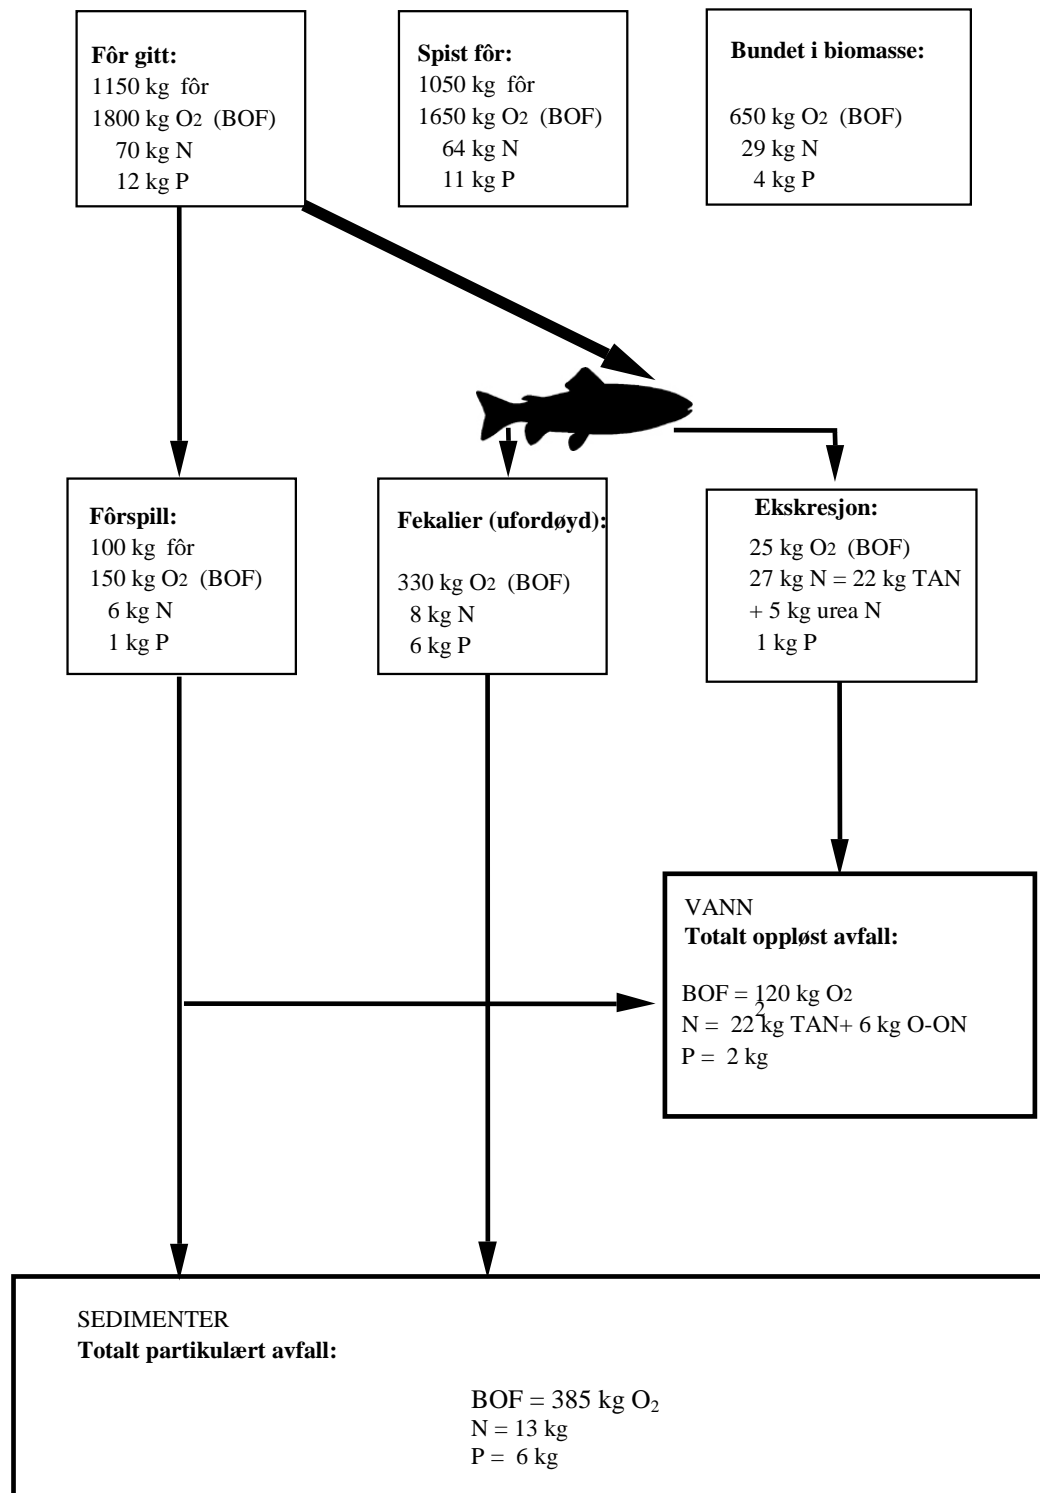 Fôr gitt:
1150 kg fôr
1800 kg O2 (BOF)
70 kg N
12 kg P
Spist fôr:
1050 kg fôr
1650 kg O2 (BOF)
64 kg N
11 kg P
Bundet i biomasse:
650 kg O2 (BOF)
29 kg N
4 kg P
Fôrspill:
100 kg fôr
150 kg O2 (BOF)
6 kg N
1 kg P
Fekalier (ufordøyd):
330 kg O2 (BOF)
8 kg N
6 kg P
Ekskresjon:
25 kg O2 (BOF)
27 kg N = 22 kg TAN
+ 5 kg urea N
1 kg P
VANN
Totalt oppløst avfall:
BOF = 120 kg O2
2
N = 22 kg TAN+ 6 kg O-ON
P = 2 kg
SEDIMENTER
Totalt partikulært avfall:
BOF = 385 kg O₂
N = 13 kg
P = 6 kg